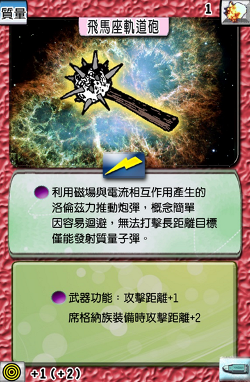 質量
1
飛馬座軌道砲
利用磁場與電流相互作用產生的
洛倫茲力推動炮彈，概念簡單
因容易迴避，無法打擊長距離目標
僅能發射質量子彈。
武器功能：攻擊距離+1
席格納族裝備時攻擊距離+2
+1(+2)